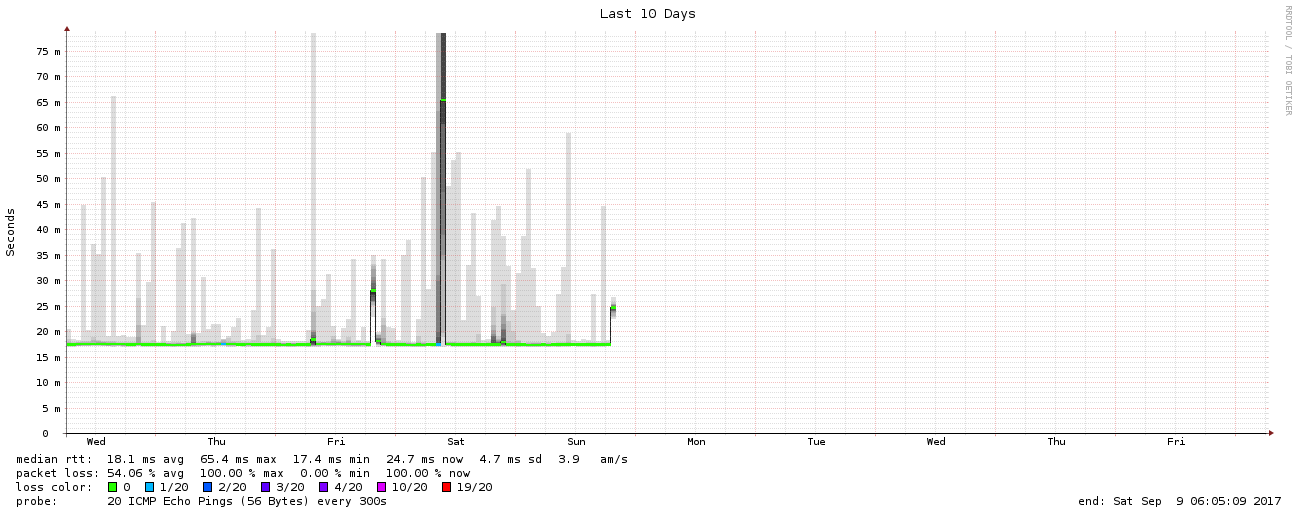 Last 10 Days
RRDTOOL / TOBI OETIKER
Seconds
75 m
70 m
65 m
60 m
55 m
50 m
45 m
40 m
35 m
30 m
25 m
20 m
15 m
10 m
5 m
0
Wed Thu Fri Sat Sun Mon Tue Wed Thu Fri
median rtt: 18.1 ms avg 65.4 ms max 17.4 ms min 24.7 ms now 4.7 ms sd 3.9 am/s
packet loss: 54.06 % avg 100.00 % max 0.00 % min 100.00 % now
loss color: 0 1/20 2/20 3/20 4/20 10/20 19/20
probe: 20 ICMP Echo Pings (56 Bytes) every 300s end: Sat Sep 9 06:05:09 2017